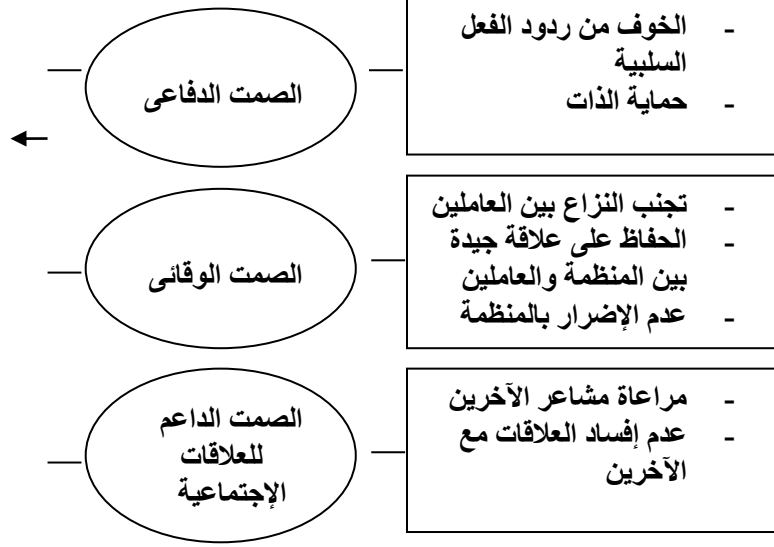 - الخوف من ردود الفعل
السلبية
- حماية الذات
الصمت الدفاعى
- تجنب النزاع بين العاملين
- الحفاظ على علاقة جيدة
بين المنظمة والعاملين
- عدم الإضرار بالمنظمة
الصمت الوقائى
- مراعاة مشاعر الآخرين
- عدم إفساد العلاقات مع
الآخرين
الصمت الداعم
للعلاقات
الإجتماعية